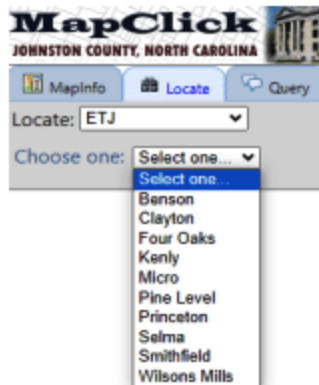 MapClick
JOHNSTON COUNTY, NORTH CAROLINA
MapInfo Locate Query
Locate: ETJ
Choose one: Select one...
Select one...
Benson
Clayton
Four Oaks
Kenly
Micro
Pine Level
Princeton
Selma
Smithfield
Wilsons Mills